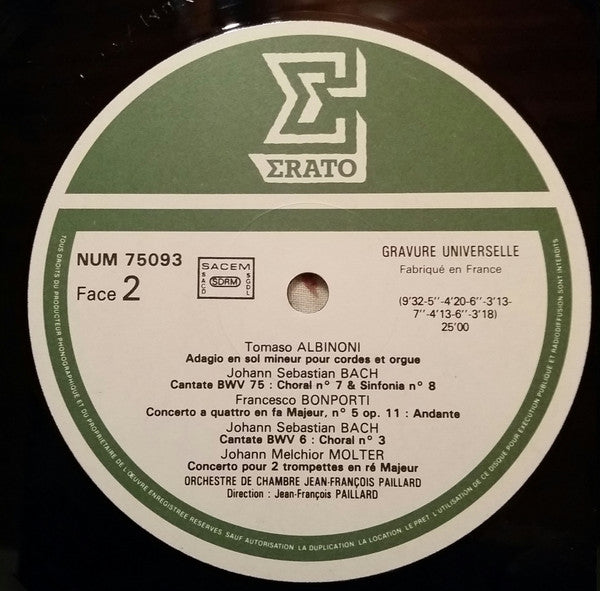 ΣRATO
NUM 75093
Face 2
SACEM
SACD
SDRM
SGDL
GRAVURE UNIVERSELLE
Fabriqué en France
(9'32-5"-4'20-6"-3'13-
7"-4'13-6"-3'18)
25'00
Tomaso ALBINONI
Adagio en sol mineur pour cordes et orgue
Johann Sebastian BACH
Cantate BWV 75 : Choral n° 7 & Sinfonia n° 8
Francesco BONPORTI
Concerto a quattro en fa Majeur, n° 5 op. 11 : Andante
Johann Sebastian BACH
Cantate BWV 6 : Choral n° 3
Johann Melchior MOLTER
Concerto pour 2 trompettes en ré Majeur
ORCHESTRE DE CHAMBRE JEAN-FRANÇOIS PAILLARD
Direction : Jean-François PAILLARD
TOUS DROITS DU PRODUCTEUR PHONOGRAPHIQUE ET DU PROPRIETAIRE DE L'ŒUVRE ENREGISTREE RESERVES. SAUF AUTORISATION. LA DUPLICATION. LA LOCATION. LE PRET. L'UTILISATION DE CE DISQUE POUR EXECUTION PUBLIQUE ET RADIODIFFUSION SONT INTERDITS